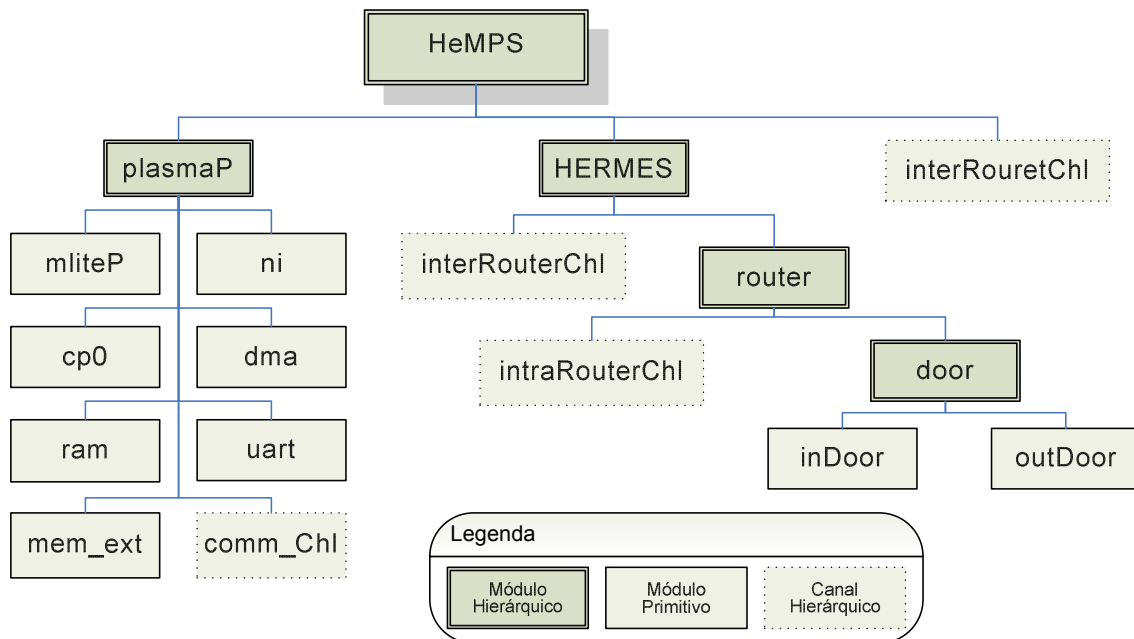 HeMPS
plasmaP
HERMES
interRouretChl
mliteP
ni
interRouterChl
router
cp0
dma
intraRouterChl
door
ram
uart
inDoor
outDoor
mem_ext
comm_Chl
Legenda
Módulo
Hierárquico
Módulo
Primitivo
Canal
Hierárquico